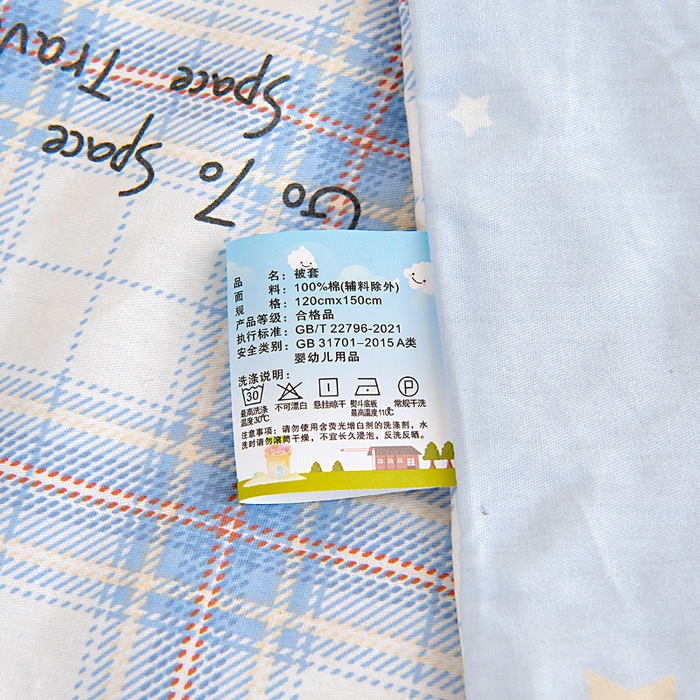 Space Trav
Go To Space
品 名：被套
面 料：100%棉(辅料除外)
规 格：120cmx150cm
产品等级：合格品
执行标准：GB/T 22796-2021
安全类别：GB 31701-2015 A类
婴幼儿用品
洗涤说明：
30 P
最高洗涤 不可漂白 悬挂晾干 熨斗底板 常规干洗
温度30℃ 最高温度110℃
注意事项：请勿使用含荧光增白剂的洗涤剂，水
洗时请勿滚筒干燥，不宜长久浸泡，反洗反晒。